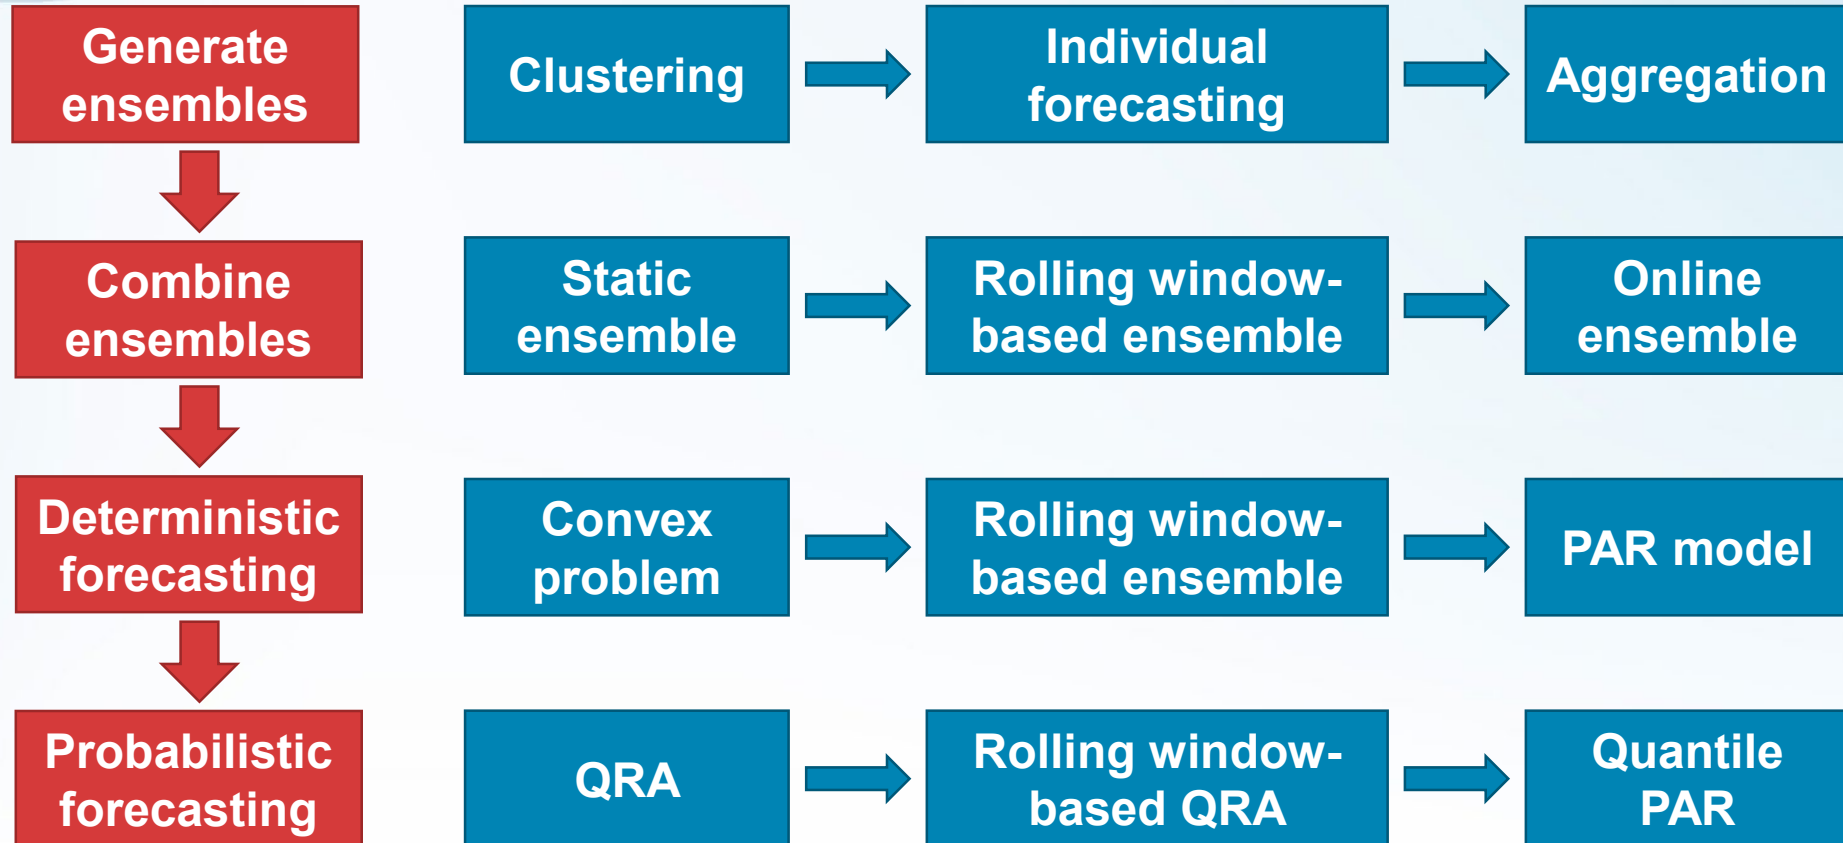 Generate
ensembles
Clustering
Individual
forecasting
Aggregation
Combine
ensembles
Static
ensemble
Rolling window-
based ensemble
Online
ensemble
Deterministic
forecasting
Convex
problem
Rolling window-
based ensemble
PAR model
Probabilistic
forecasting
QRA
Rolling window-
based QRA
Quantile
PAR